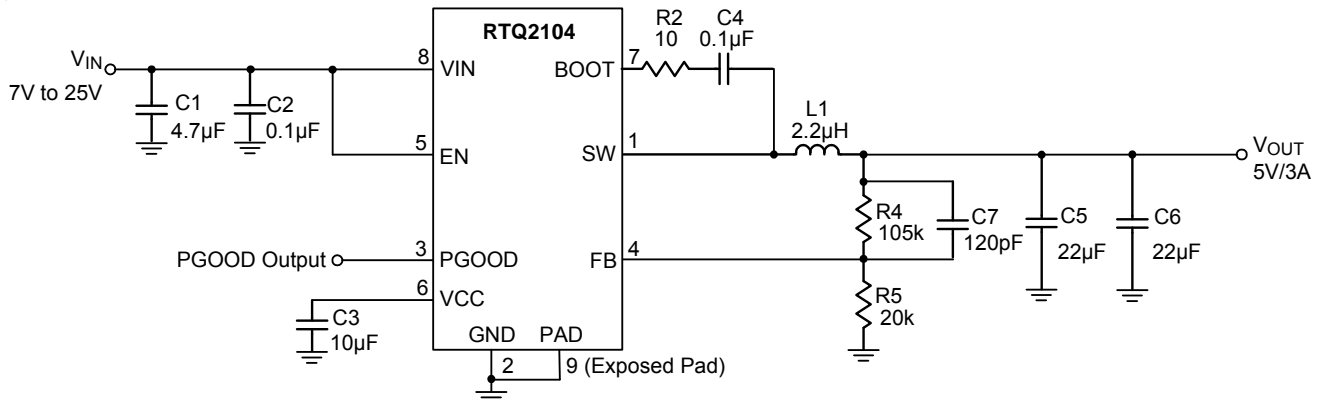 RTQ2104
VIN
7V to 25V
C1
4.7μF
C2
0.1μF
8
VIN
5
EN
PGOOD Output
3
PGOOD
6
VCC
C3
10μF
GND
PAD
2
9 (Exposed Pad)
BOOT
7
R2
10
C4
0.1μF
SW
1
L1
2.2μH
FB
4
R4
105k
C7
120pF
R5
20k
C5
22μF
C6
22μF
VOUT
5V/3A